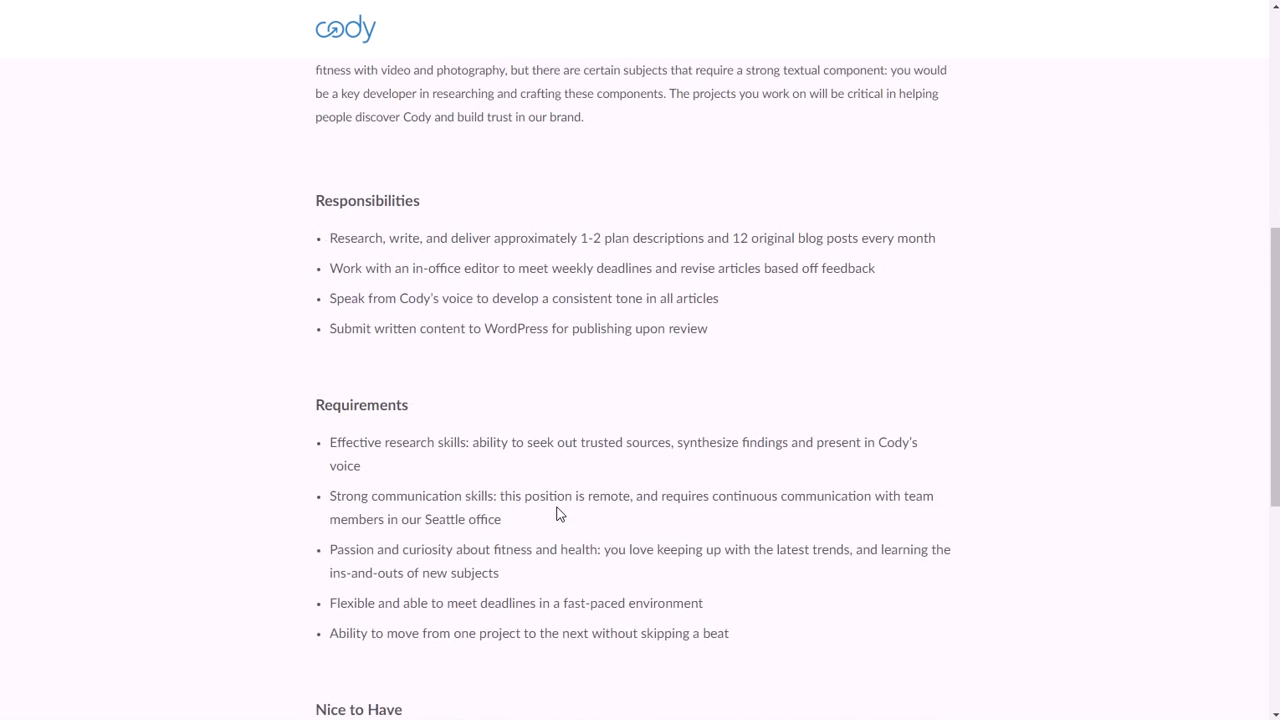 cody
fitness with video and photography, but there are certain subjects that require a strong textual component: you would
be a key developer in researching and crafting these components. The projects you work on will be critical in helping
people discover Cody and build trust in our brand.
Responsibilities
• Research, write, and deliver approximately 1-2 plan descriptions and 12 original blog posts every month
• Work with an in-office editor to meet weekly deadlines and revise articles based off feedback
• Speak from Cody's voice to develop a consistent tone in all articles
• Submit written content to WordPress for publishing upon review
Requirements
• Effective research skills: ability to seek out trusted sources, synthesize findings and present in Cody's
voice
• Strong communication skills: this position is remote, and requires continuous communication with team
members in our Seattle office
• Passion and curiosity about fitness and health: you love keeping up with the latest trends, and learning the
ins-and-outs of new subjects
• Flexible and able to meet deadlines in a fast-paced environment
• Ability to move from one project to the next without skipping a beat
Nice to Have